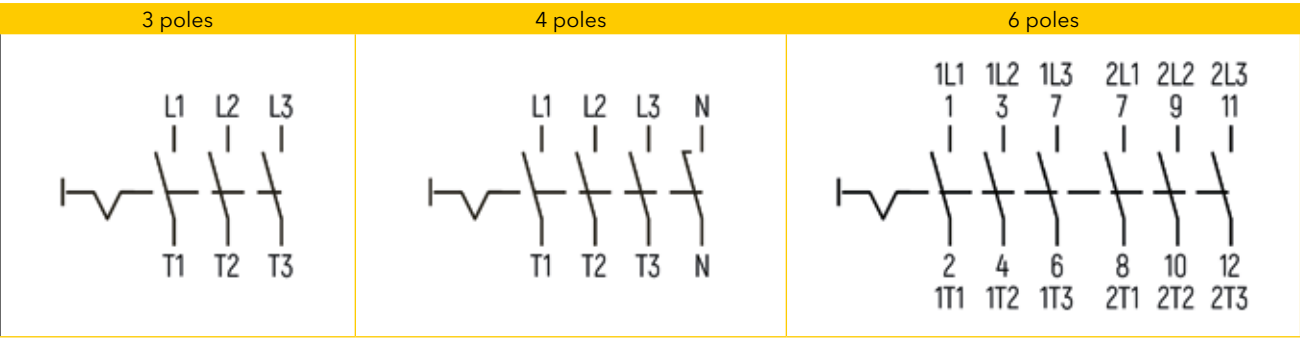 3 poles
4 poles
6 poles
L1 L2 L3
T1 T2 T3
L1 L2 L3 N
T1 T2 T3 N
1L1 1L2 1L3 2L1 2L2 2L3
1 3 7 7 9 11
2 4 6 8 10 12
1T1 1T2 1T3 2T1 2T2 2T3